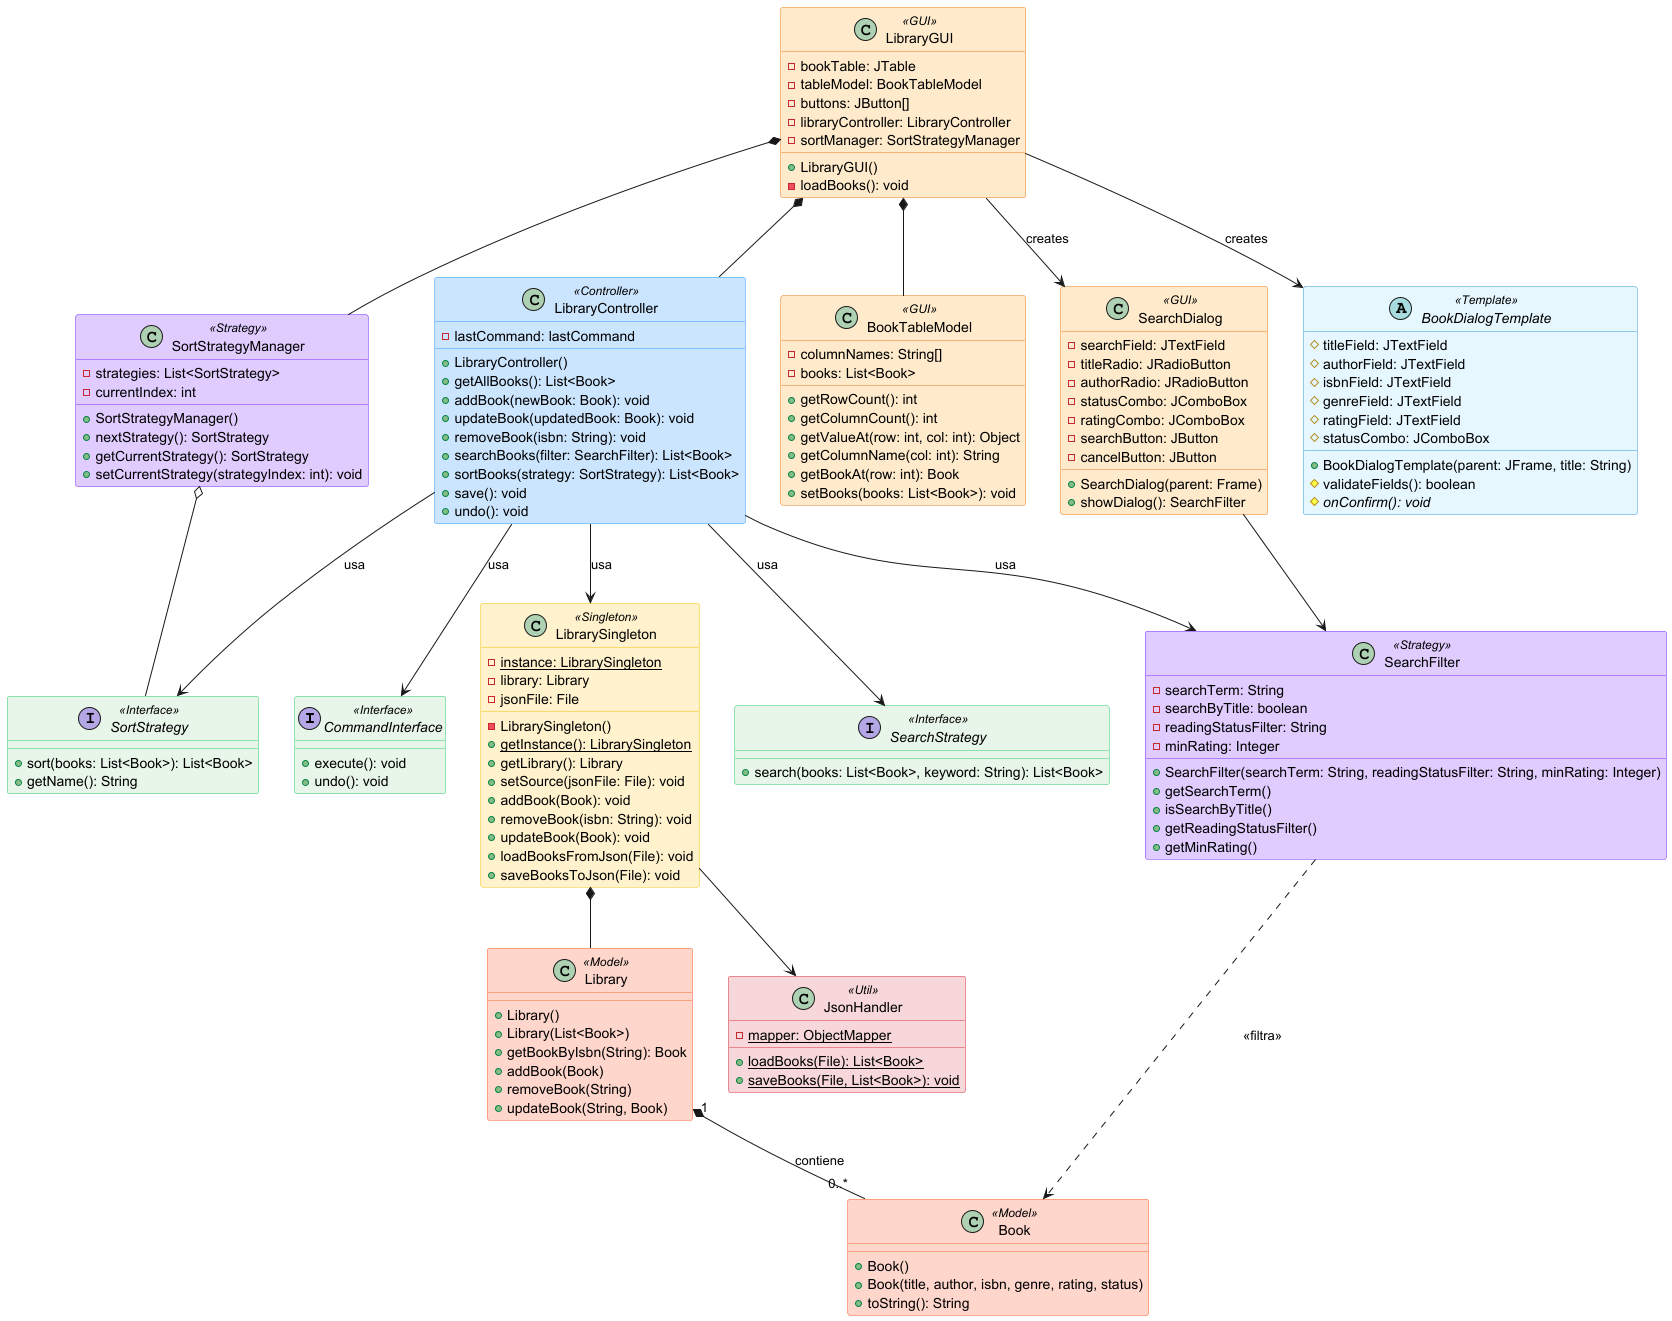 «GUI»
LibraryGUI
bookTable: JTable
tableModel: BookTableModel
buttons: JButton[]
libraryController: LibraryController
sortManager: SortStrategyManager
LibraryGUI()
loadBooks(): void
creates
creates
«Strategy»
SortStrategyManager
strategies: List<SortStrategy>
currentIndex: int
SortStrategyManager()
nextStrategy(): SortStrategy
getCurrentStrategy(): SortStrategy
setCurrentStrategy(strategyIndex: int): void
«Controller»
LibraryController
lastCommand: lastCommand
LibraryController()
getAllBooks(): List<Book>
addBook(newBook: Book): void
updateBook(updatedBook: Book): void
removeBook(isbn: String): void
searchBooks(filter: SearchFilter): List<Book>
sortBooks(strategy: SortStrategy): List<Book>
save(): void
undo(): void
«GUI»
BookTableModel
columnNames: String[]
books: List<Book>
getRowCount(): int
getColumnCount(): int
getValueAt(row: int, col: int): Object
getColumnName(col: int): String
getBookAt(row: int): Book
setBooks(books: List<Book>): void
«GUI»
SearchDialog
searchField: JTextField
titleRadio: JRadioButton
authorRadio: JRadioButton
statusCombo: JComboBox
ratingCombo: JComboBox
searchButton: JButton
cancelButton: JButton
SearchDialog(parent: Frame)
showDialog(): SearchFilter
«Template»
BookDialogTemplate
titleField: JTextField
authorField: JTextField
isbnField: JTextField
genreField: JTextField
ratingField: JTextField
statusCombo: JComboBox
BookDialogTemplate(parent: JFrame, title: String)
validateFields(): boolean
onConfirm(): void
usa
usa
usa
usa
usa
«Interface»
SortStrategy
sort(books: List<Book>): List<Book>
getName(): String
«Interface»
CommandInterface
execute(): void
undo(): void
«Singleton»
LibrarySingleton
instance: LibrarySingleton
library: Library
jsonFile: File
LibrarySingleton()
getInstance(): LibrarySingleton
getLibrary(): Library
setSource(jsonFile: File): void
addBook(Book): void
removeBook(isbn: String): void
updateBook(Book): void
loadBooksFromJson(File): void
saveBooksToJson(File): void
«Interface»
SearchStrategy
search(books: List<Book>, keyword: String): List<Book>
«Strategy»
SearchFilter
searchTerm: String
searchByTitle: boolean
readingStatusFilter: String
minRating: Integer
SearchFilter(searchTerm: String, readingStatusFilter: String, minRating: Integer)
getSearchTerm()
isSearchByTitle()
getReadingStatusFilter()
getMinRating()
«Model»
Library
Library()
Library(List<Book>)
getBookByIsbn(String): Book
addBook(Book)
removeBook(String)
updateBook(String, Book)
«Util»
JsonHandler
mapper: ObjectMapper
loadBooks(File): List<Book>
saveBooks(File, List<Book>): void
«filtra»
1
contiene
0..*
«Model»
Book
Book()
Book(title, author, isbn, genre, rating, status)
toString(): String